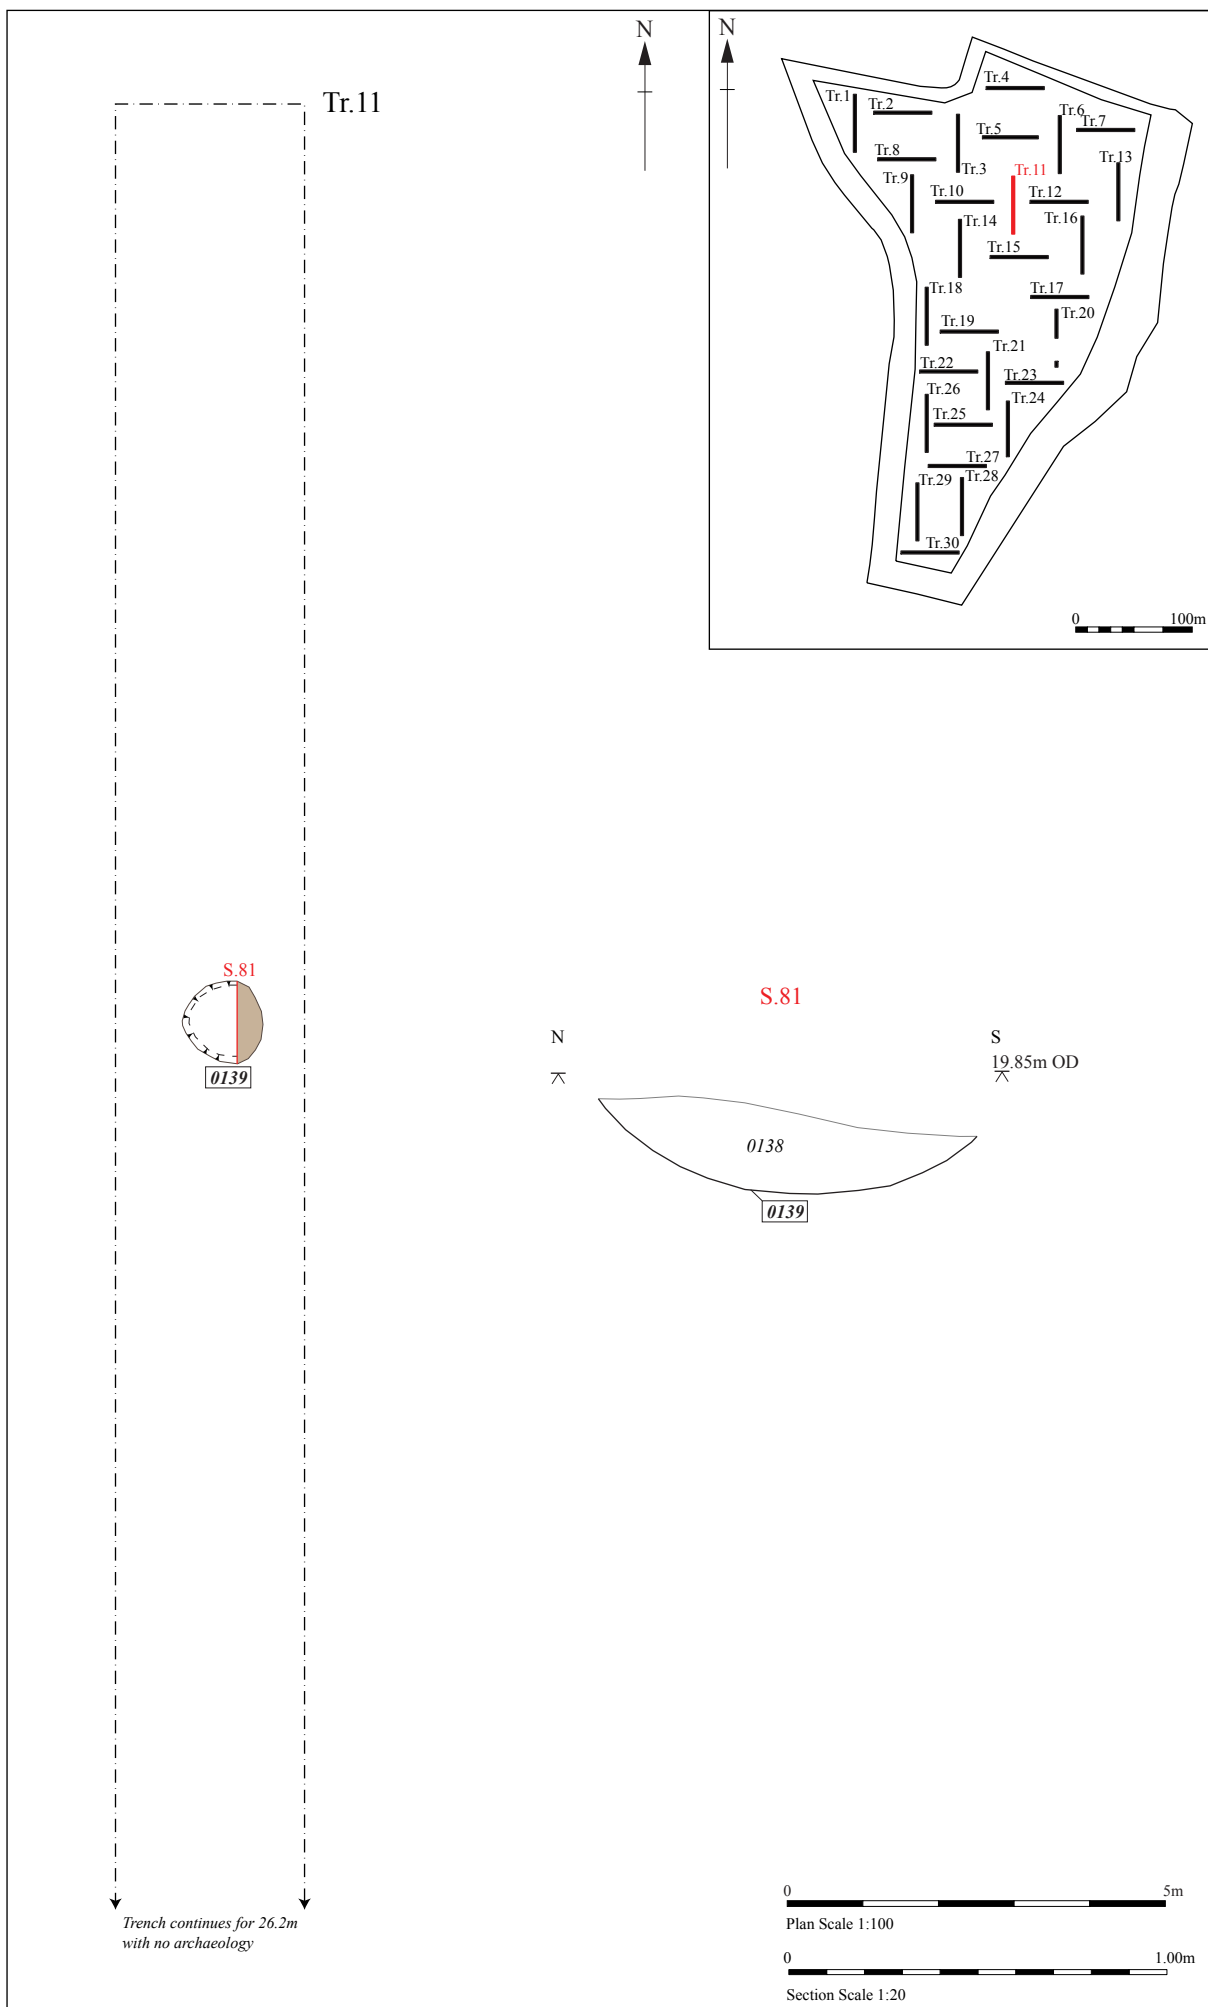 N
Tr.11
N
Tr.4
Tr.1
Tr.2
Tr.6
Tr.7
Tr.5
Tr.8
Tr.3
Tr.13
Tr.9
Tr.11
Tr.10
Tr.12
Tr.14
Tr.16
Tr.15
Tr.18
Tr.17
Tr.20
Tr.19
Tr.21
Tr.22
Tr.23
Tr.26
Tr.24
Tr.25
Tr.27
Tr.29
Tr.28
Tr.30
0 100m
S.81
0139
S.81
N S
19.85m OD
0138
0139
Trench continues for 26.2m
with no archaeology
0 5m
Plan Scale 1:100
0 1.00m
Section Scale 1:20